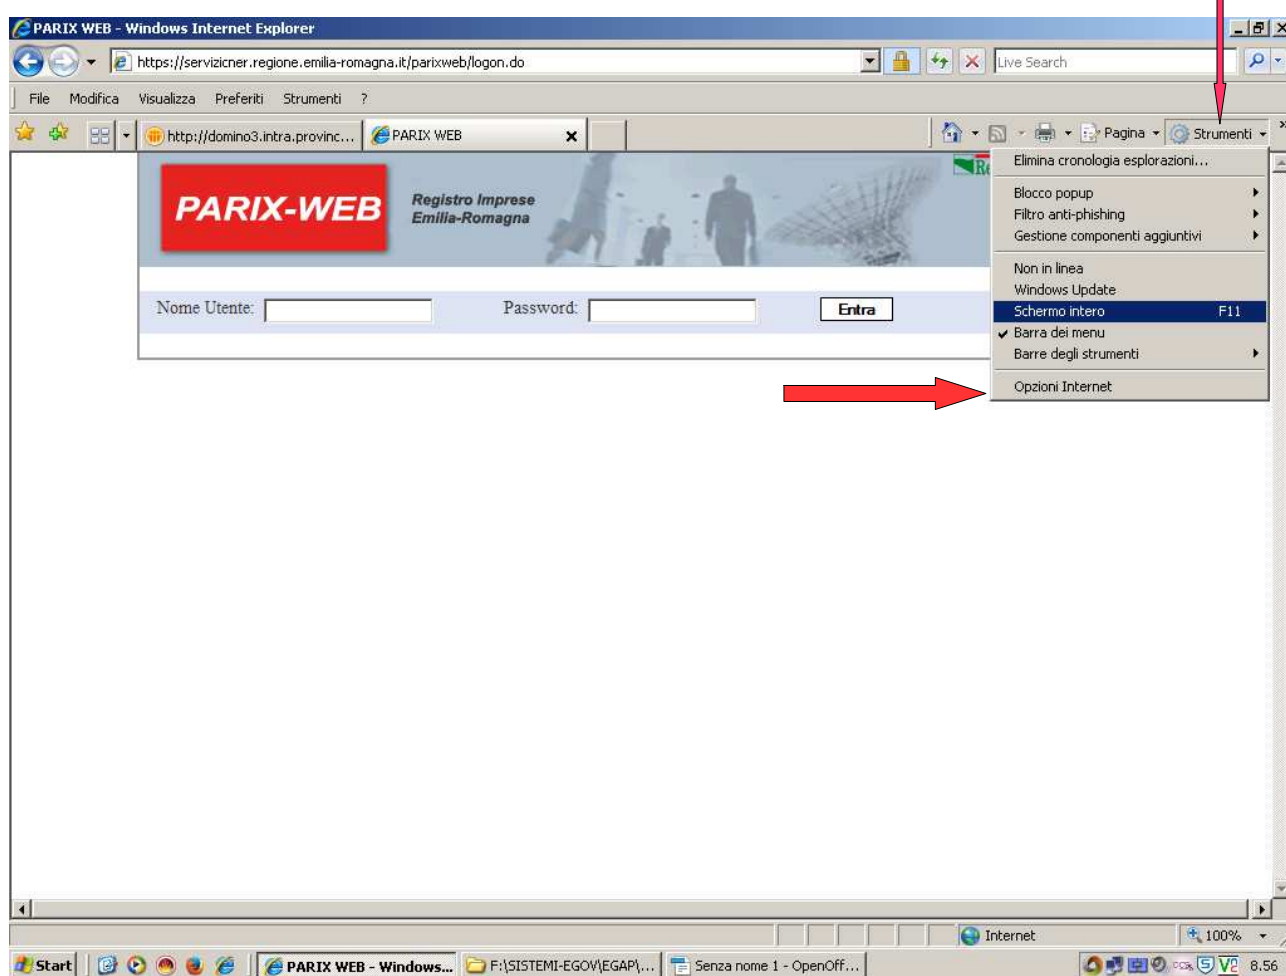 PARIX WEB - Windows Internet Explorer
https://servizicner.regione.emilia-romagna.it/parixweb/logon.do
Live Search
File Modifica Visualizza Preferiti Strumenti ?
http://domino3.intra.provinc...
PARIX WEB
Pagina
Strumenti
»
PARIX-WEB
Registro Imprese
Emilia-Romagna
Elimina cronologia esplorazioni...
Blocco popup
Filtro anti-phishing
Gestione componenti aggiuntivi
Non in linea
Windows Update
Schermo intero F11
Barra dei menu
Barre degli strumenti
Opzioni Internet
Nome Utente:
Password:
Entra
Internet
100%
Start
PARIX WEB - Windows...
F:\SISTEMI-EGOV\EGAP\...
Senza nome 1 - OpenOff...
8.56